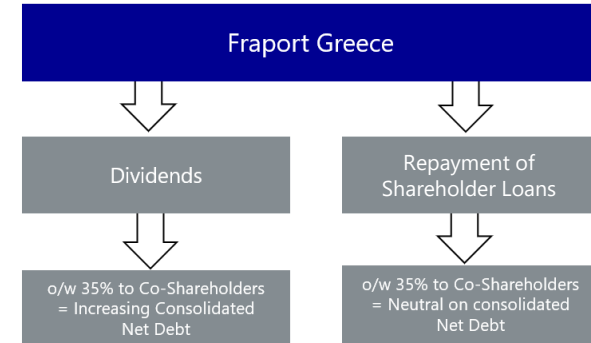 Fraport Greece
Dividends
Repayment of
Shareholder Loans
o/w 35% to Co-Shareholders
= Increasing Consolidated
Net Debt
o/w 35% to Co-Shareholders
= Neutral on consolidated
Net Debt